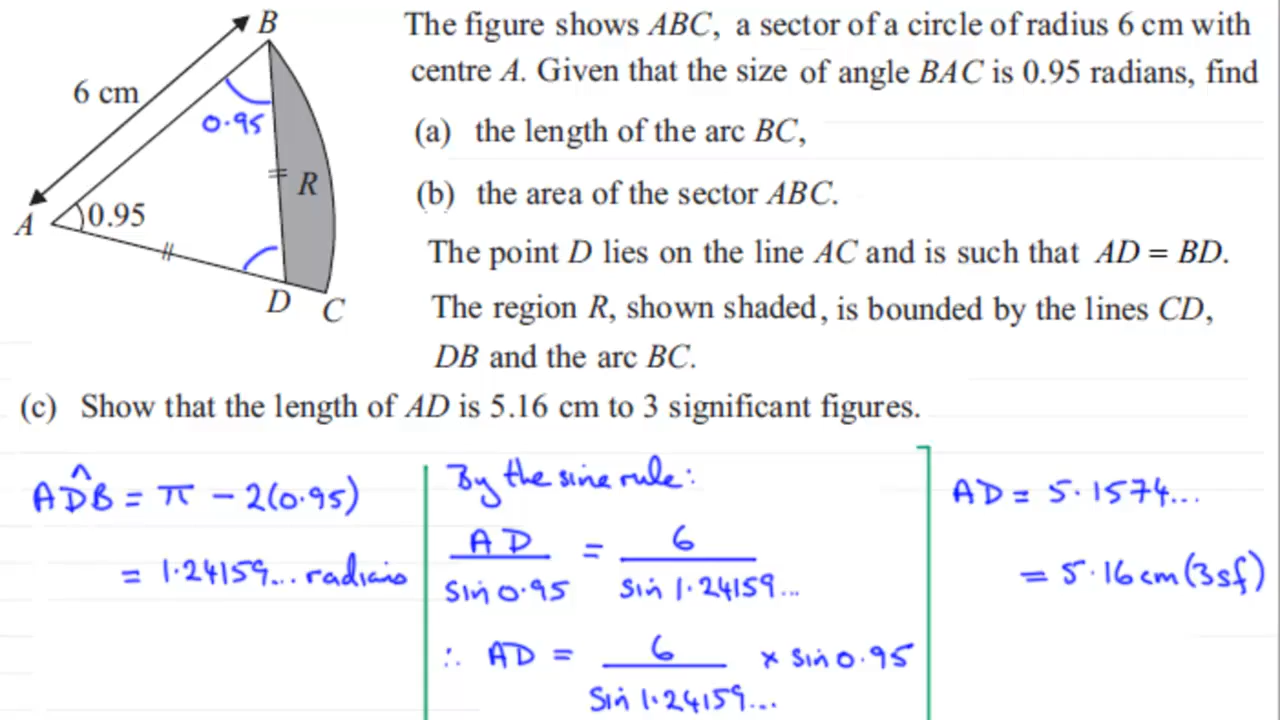 B
The figure shows ABC, a sector of a circle of radius 6 cm with
centre A. Given that the size of angle BAC is 0.95 radians, find
6 cm
0.95
(a) the length of the arc BC,
R
(b) the area of the sector ABC.
A
0.95
The point D lies on the line AC and is such that AD = BD.
D
C
The region R, shown shaded, is bounded by the lines CD,
DB and the arc BC.
(c) Show that the length of AD is 5.16 cm to 3 significant figures.
AD̂B = π − 2(0.95)
= 1.24159... radians
By the sine rule:
AD / sin 0.95 = 6 / sin 1.24159...
∴ AD = 6 / sin 1.24159... × sin 0.95
AD = 5.1574...
= 5.16 cm (3sf)